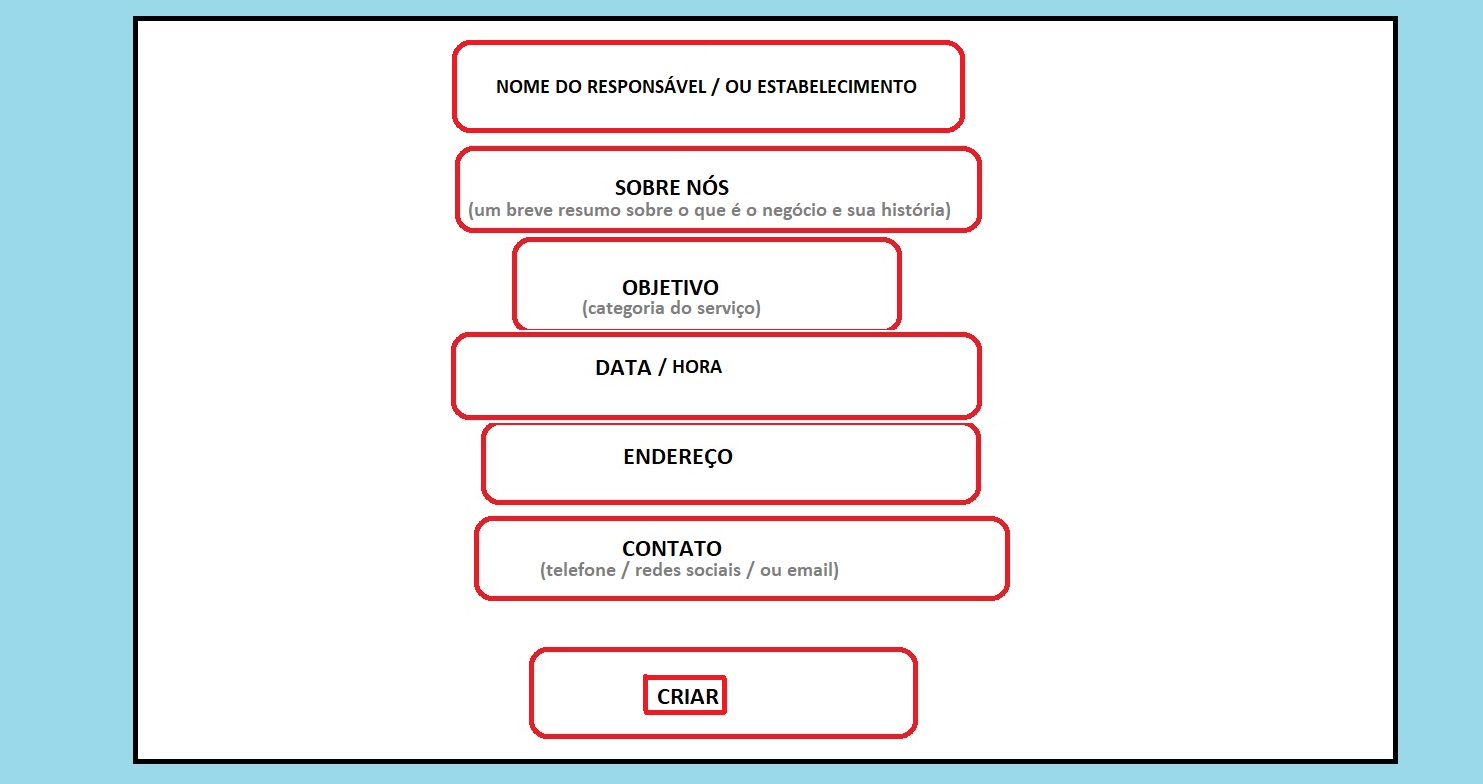 NOME DO RESPONSÁVEL / OU ESTABELECIMENTO
SOBRE NÓS
(um breve resumo sobre o que é o negócio e sua história)
OBJETIVO
(categoria do serviço)
DATA / HORA
ENDEREÇO
CONTATO
(telefone / redes sociais / ou email)
CRIAR